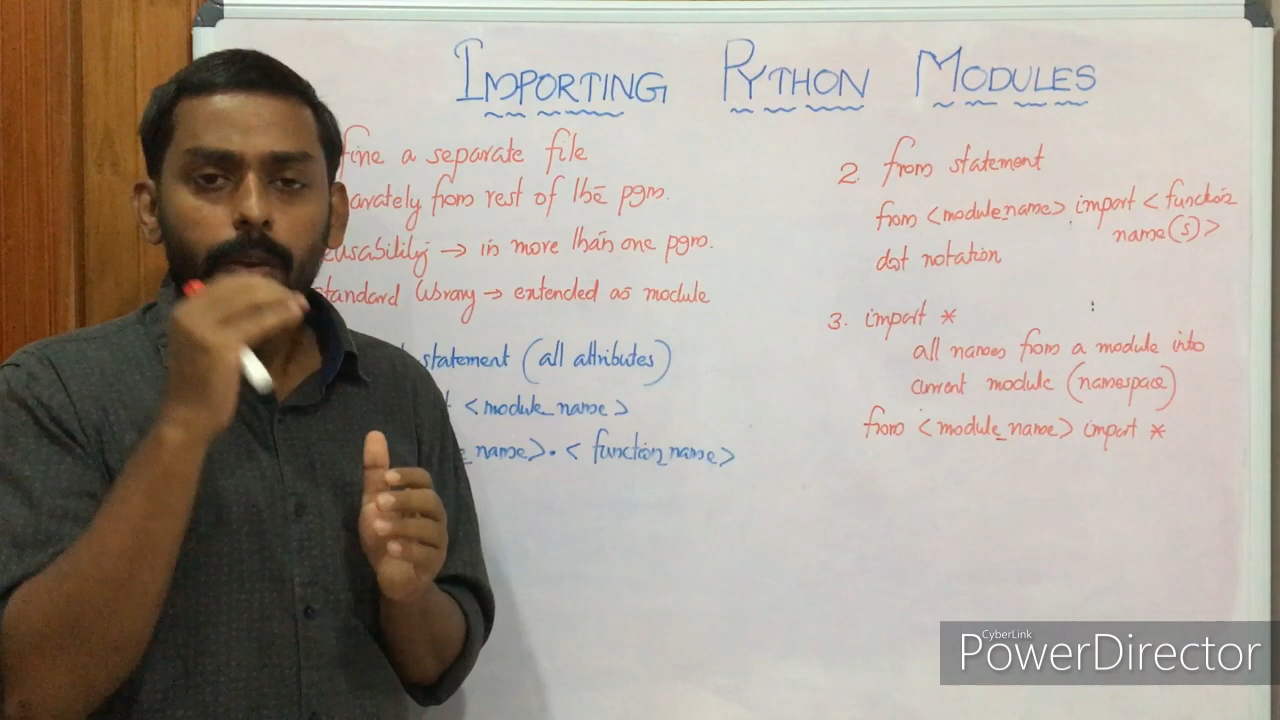 IMPORTING PYTHON MODULES
fine a separate file
arately from rest of the pgm.
eusability → in more than one pgm.
standard library → extended as module
statement (all attributes)
<module_name>
name>.<function_name>
2. from statement
from <module_name> import <function
name(s)>
dot notation
3. import *
all names from a module into
current module (namespace)
from <module_name> import *
CyberLink
PowerDirector